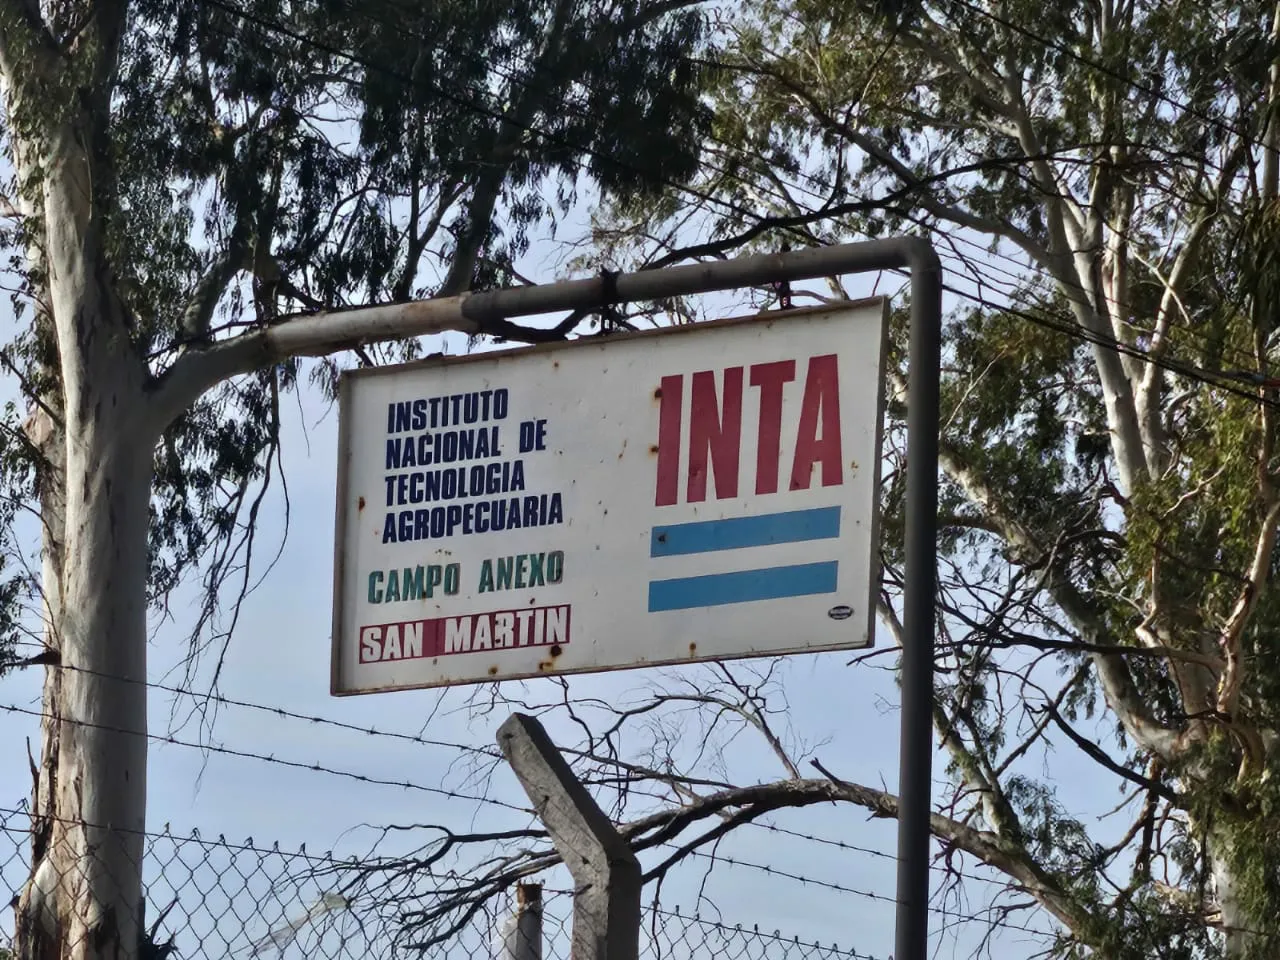 INSTITUTO
NACIONAL DE
TECNOLOGIA
AGROPECUARIA
CAMPO ANEXO
SAN MARTIN
INTA